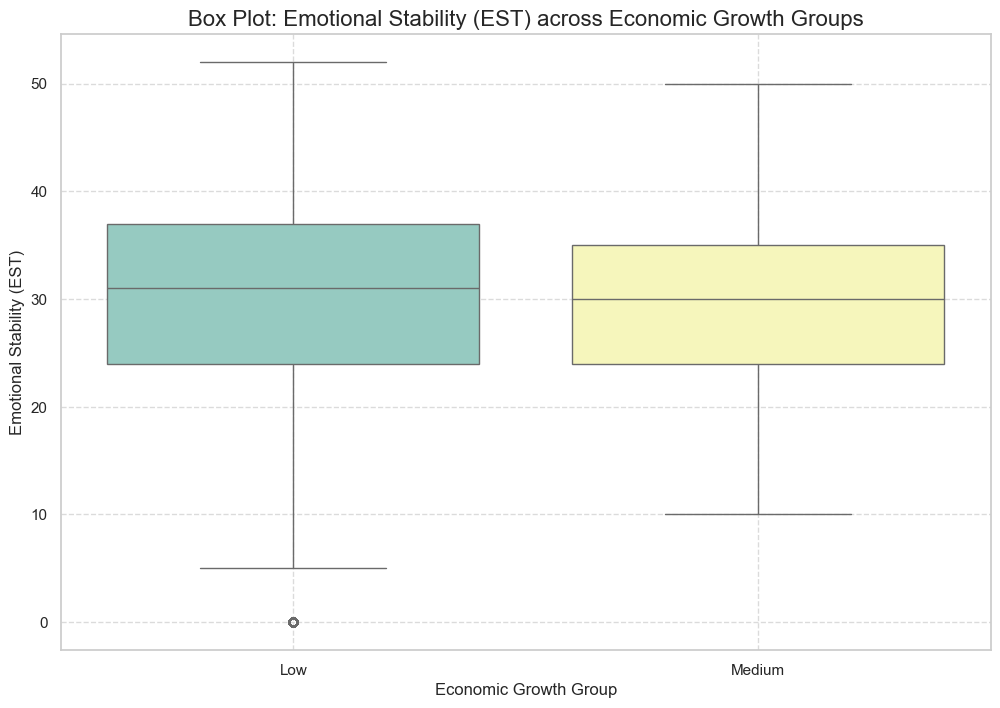 Box Plot: Emotional Stability (EST) across Economic Growth Groups
Emotional Stability (EST)
50
40
30
20
10
0
Low
Medium
Economic Growth Group